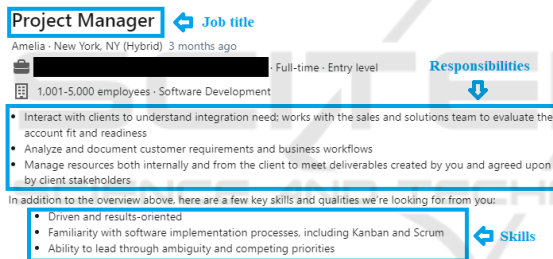 Project Manager
Job title
Amelia · New York, NY (Hybrid) 3 months ago
· Full-time · Entry level
Responsibilities
1,001-5,000 employees · Software Development
• Interact with clients to understand integration need; works with the sales and solutions team to evaluate the
account fit and readiness
• Analyze and document customer requirements and business workflows
• Manage resources both internally and from the client to meet deliverables created by you and agreed upon
by client stakeholders
In addition to the overview above, here are a few key skills and qualities we're looking for from you:
• Driven and results-oriented
• Familiarity with software implementation processes, including Kanban and Scrum
• Ability to lead through ambiguity and competing priorities
Skills